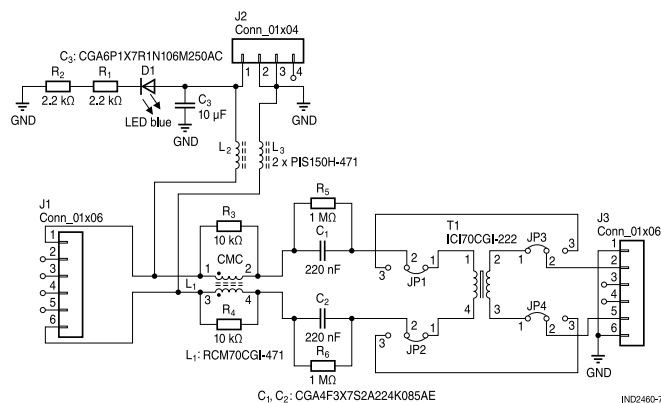 J2
Conn_01x04
C3: CGA6P1X7R1N106M250AC
1 2 3 4
R2
R1
D1
2.2 kΩ
2.2 kΩ
LED blue
C3
10 µF
GND
GND
GND
L2
L3
2 x PIS150H-471
J1
Conn_01x06
1
2
3
4
5
6
R3
10 kΩ
CMC
1
2
L1
3
4
R4
10 kΩ
L1: RCM70CGI-471
R5
1 MΩ
C1
220 nF
C2
220 nF
R6
1 MΩ
C1, C2: CGA4F3X7S2A224K085AE
3
2
1
JP1
2
1
JP2
3
T1
ICI70CGI-222
1
2
4
3
JP3
1
2
3
JP4
1
2
3
J3
Conn_01x06
1
2
3
4
5
6
GND
IND2460-7